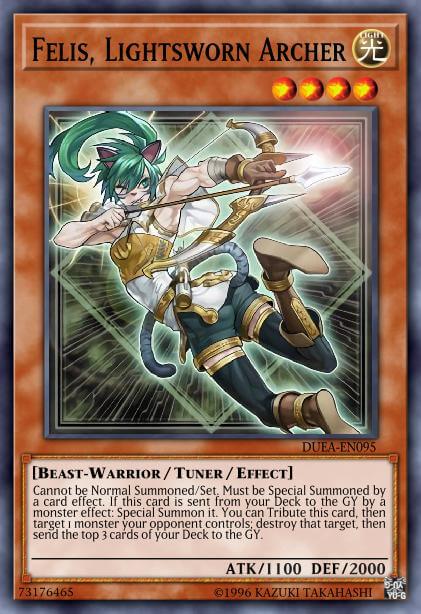 Felis, Lightsworn Archer
LIGHT
光
DUEA-EN095
[Beast-Warrior / Tuner / Effect]
Cannot be Normal Summoned/Set. Must be Special Summoned by
a card effect. If this card is sent from your Deck to the GY by a
monster effect: Special Summon it. You can Tribute this card, then
target 1 monster your opponent controls; destroy that target, then
send the top 3 cards of your Deck to the GY.
ATK/1100 DEF/2000
73176465
©1996 KAZUKI TAKAHASHI